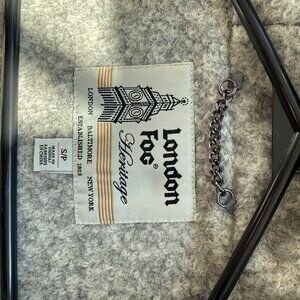 London
Fog®
Heritage
LONDON BALTIMORE NEW YORK
ESTABLISHED 1923
S/P